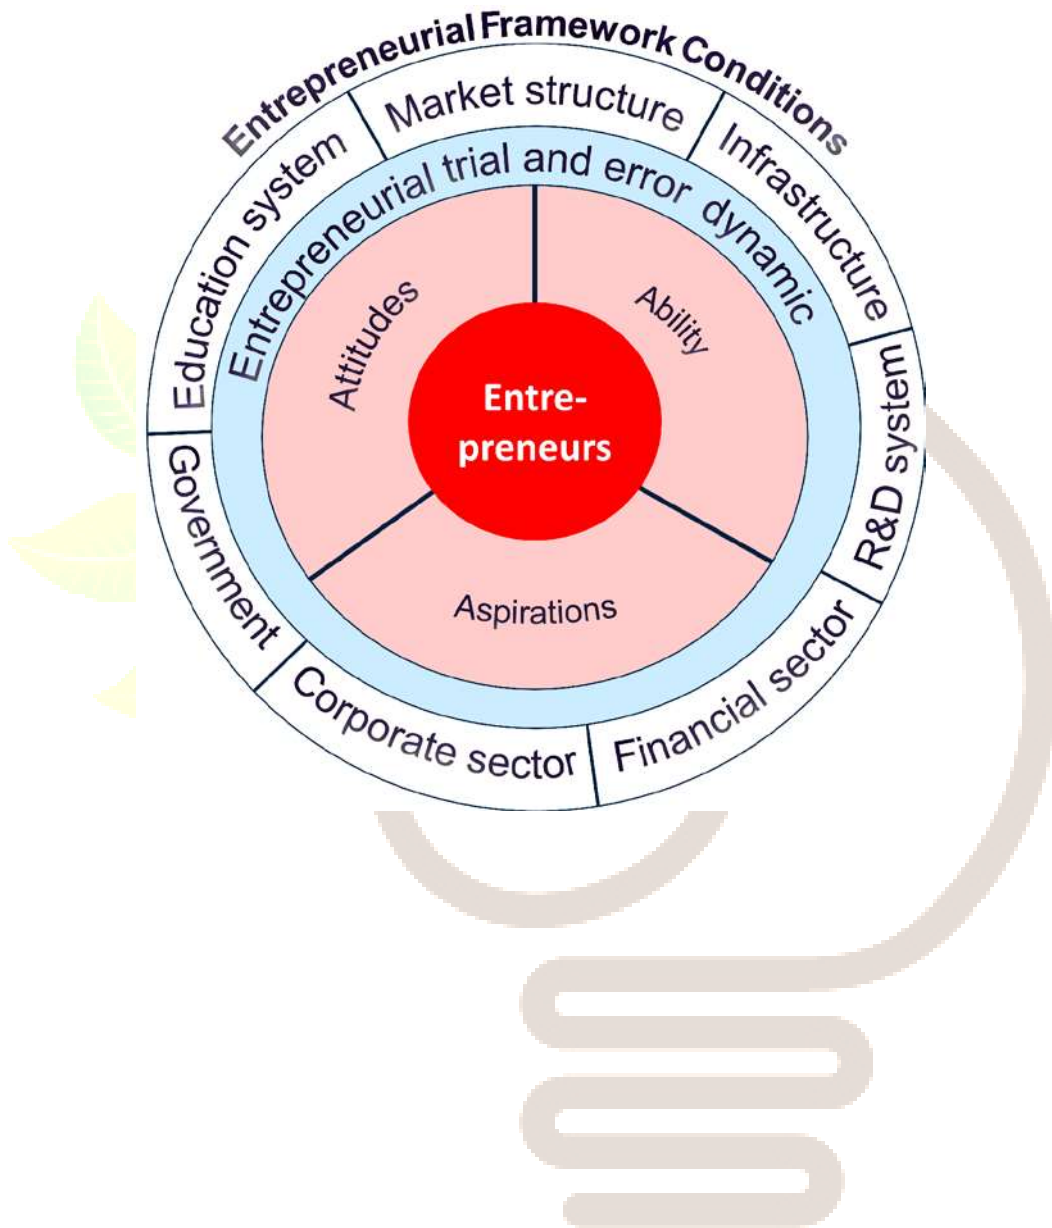 Entrepreneurial Framework Conditions
Market structure
Infrastructure
R&D system
Financial sector
Corporate sector
Government
Education system
Entrepreneurial trial and error dynamic
Attitudes
Ability
Aspirations
Entre-
preneurs